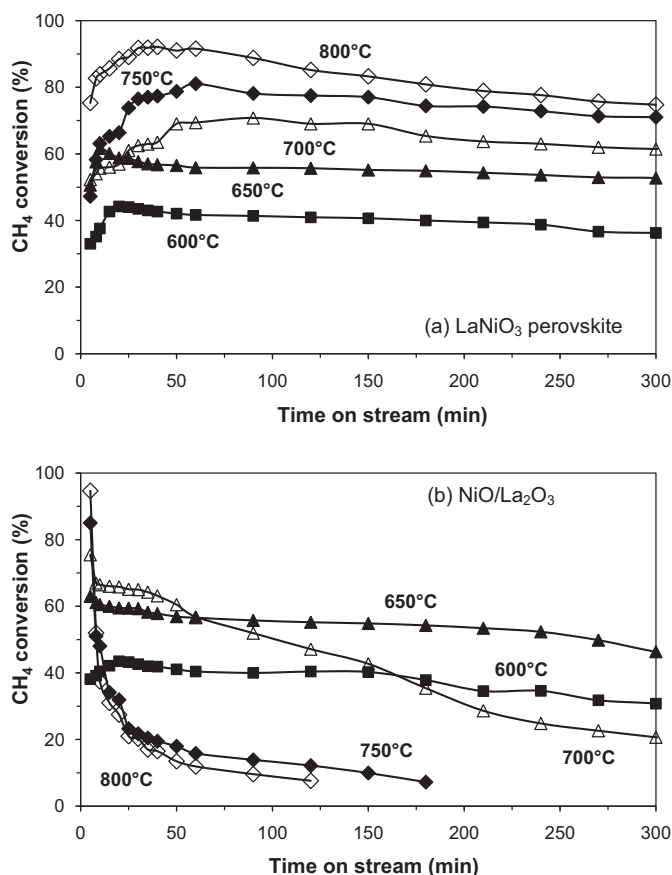 100
80
60
40
20
0
CH₄ conversion (%)
800°C
750°C
700°C
650°C
600°C
(a) LaNiO₃ perovskite
0 50 100 150 200 250 300
Time on stream (min)
100
80
60
40
20
0
CH₄ conversion (%)
(b) NiO/La₂O₃
650°C
600°C
750°C
700°C
800°C
0 50 100 150 200 250 300
Time on stream (min)